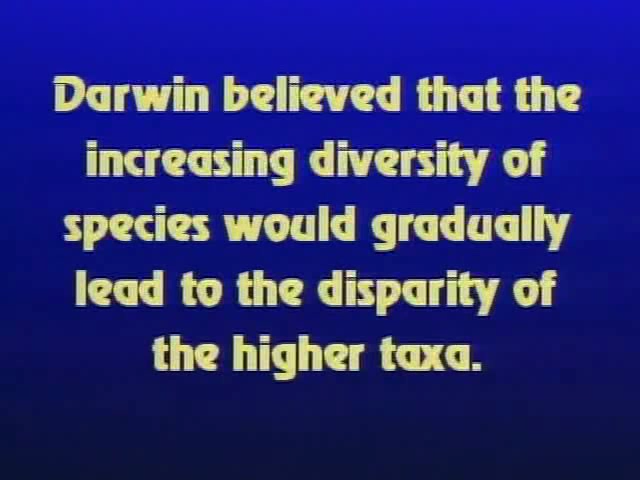 Darwin believed that the
increasing diversity of
species would gradually
lead to the disparity of
the higher taxa.